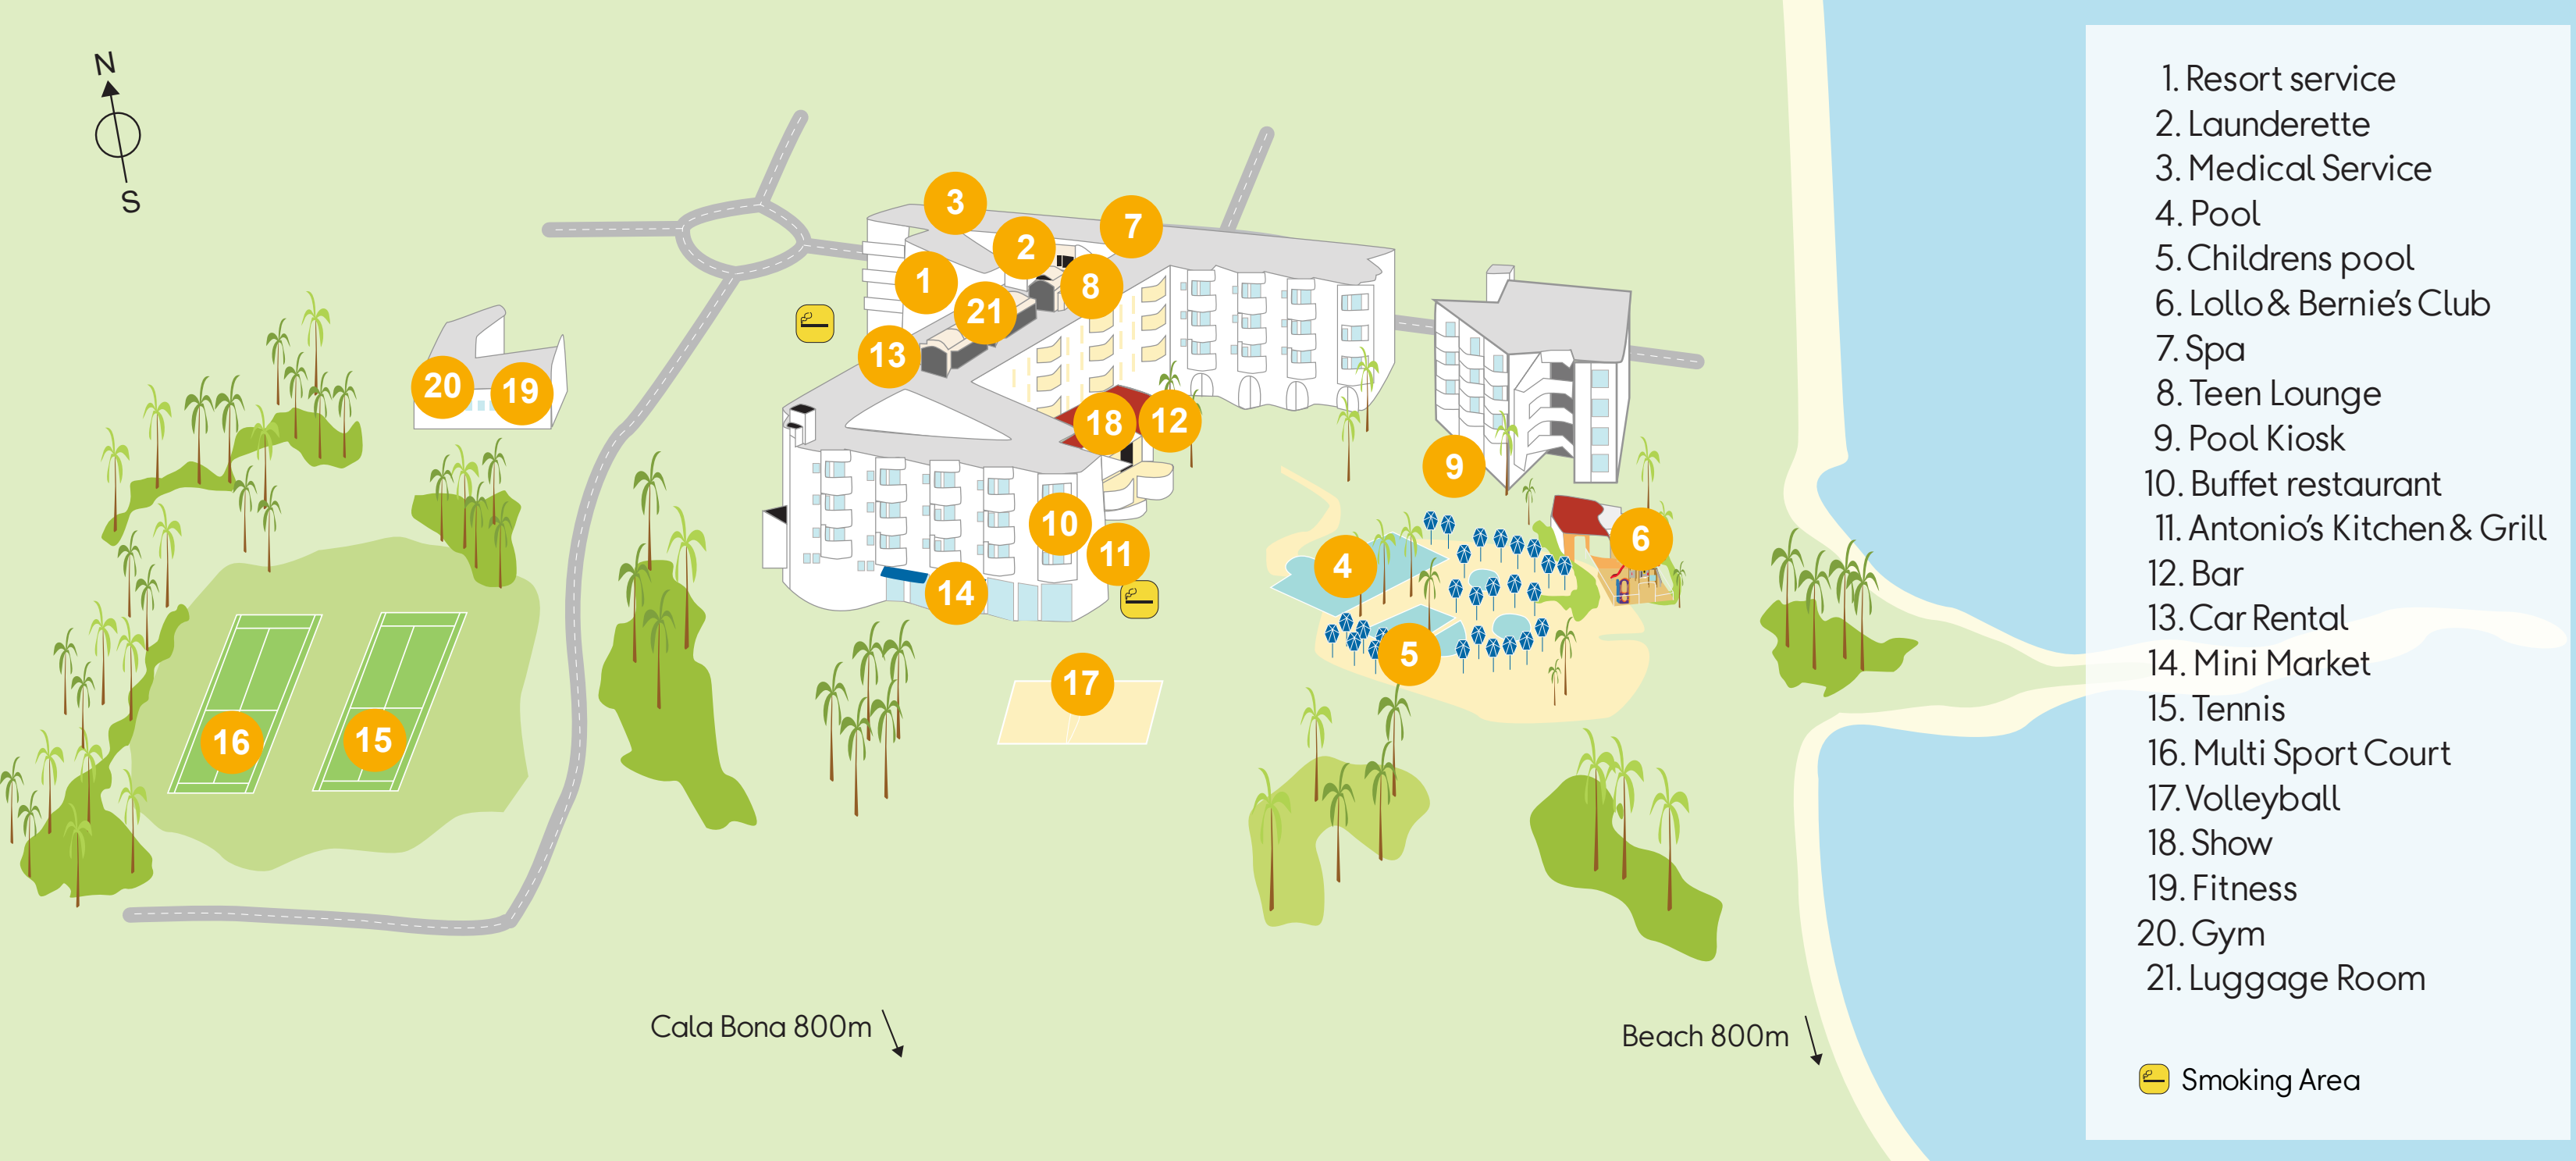 N
S
3
7
2
1
8
21
13
20
19
18
12
9
10
11
6
4
14
5
17
16
15
Cala Bona 800m
Beach 800m
1. Resort service
2. Launderette
3. Medical Service
4. Pool
5. Childrens pool
6. Lollo & Bernie's Club
7. Spa
8. Teen Lounge
9. Pool Kiosk
10. Buffet restaurant
11. Antonio's Kitchen & Grill
12. Bar
13. Car Rental
14. Mini Market
15. Tennis
16. Multi Sport Court
17. Volleyball
18. Show
19. Fitness
20. Gym
21. Luggage Room
Smoking Area